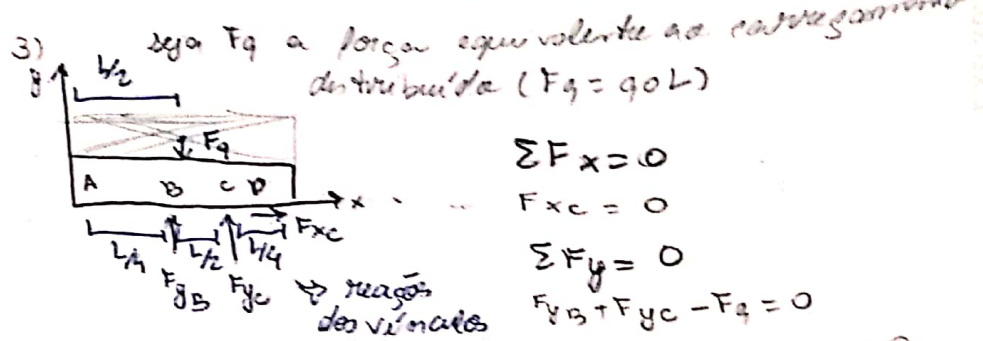 3) seja Fq a força equivalente ao carregamento
distribuída (Fq = q0L)
y
L/2
Fq
A B C D
x
Fxc
L/4 L/2 L/4
FyB Fyc → reações
dos vínculos
ΣFx = 0
Fxc = 0
ΣFy = 0
FyB + Fyc - Fq = 0